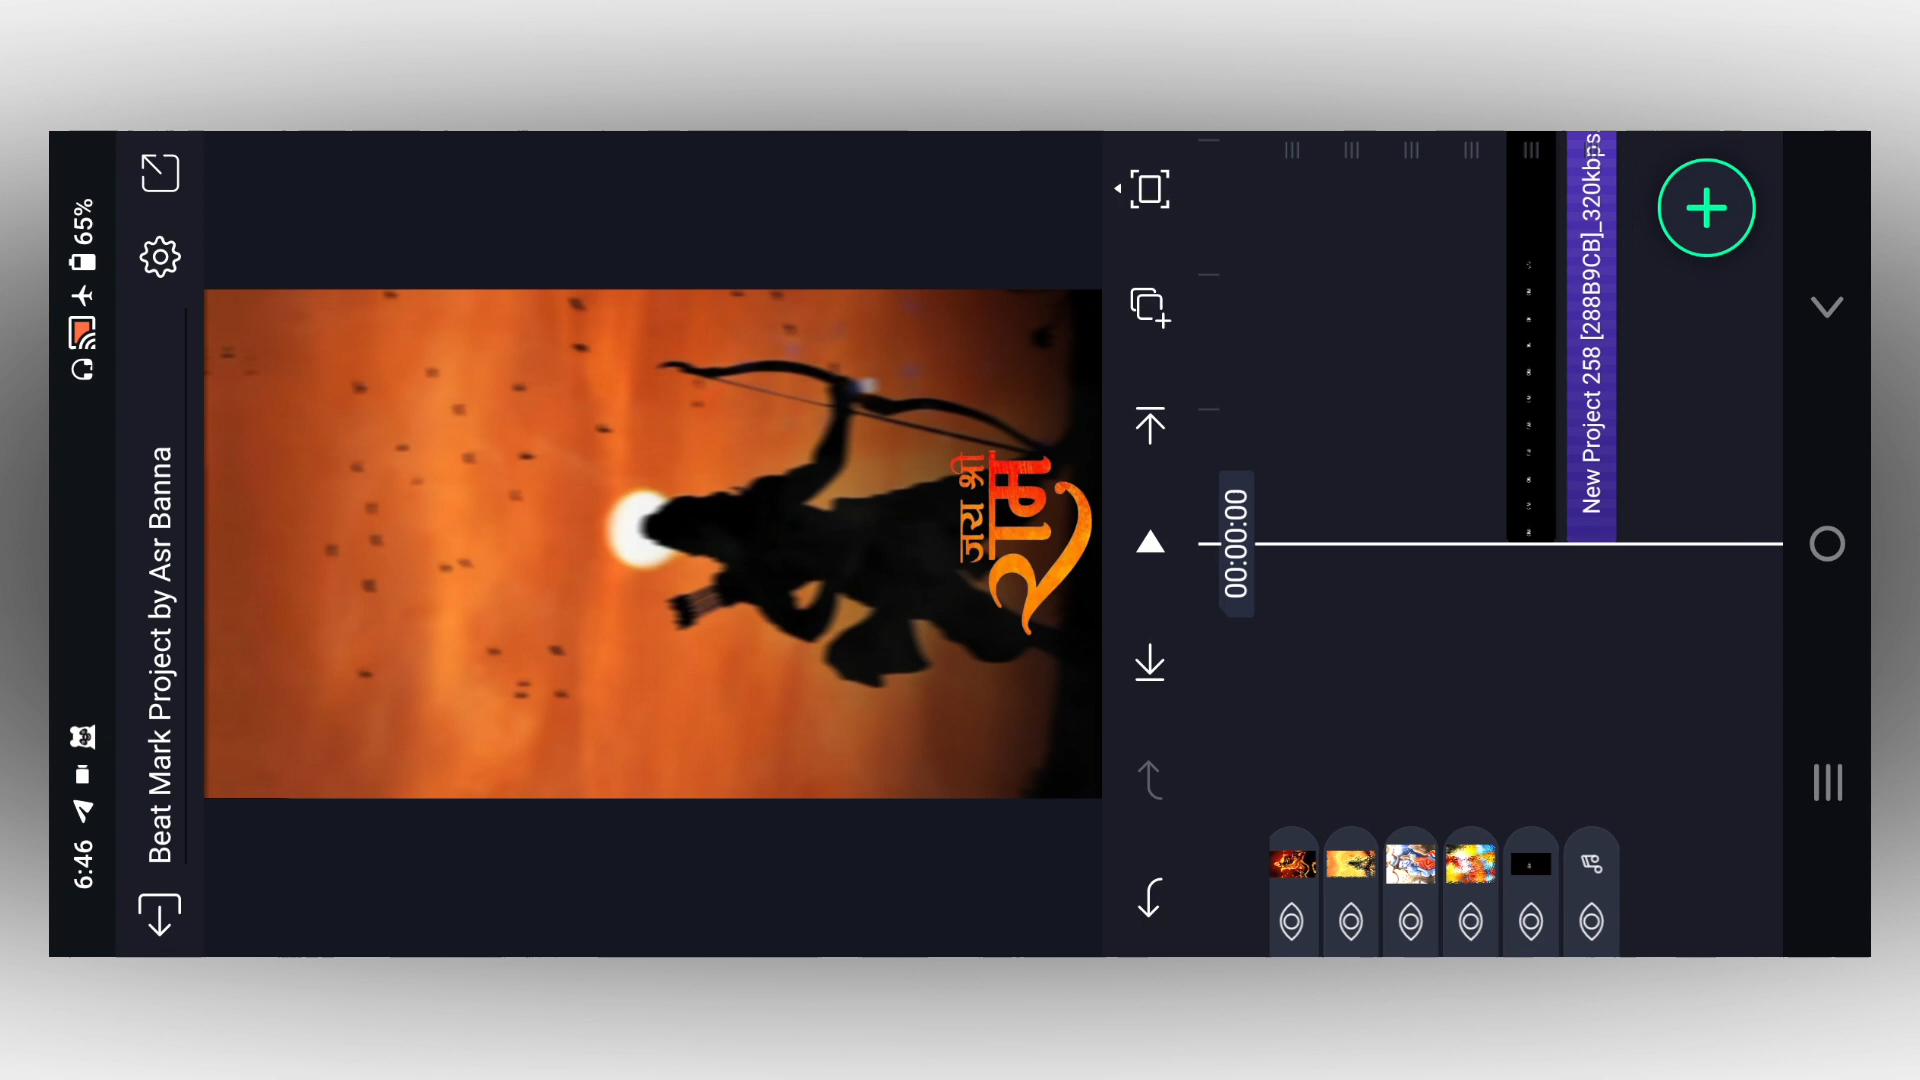 6:46
65%
Beat Mark Project by Asr Banna
जय श्री
राम
00:00:00
New Project 258 [288B9CB]_320kbps.